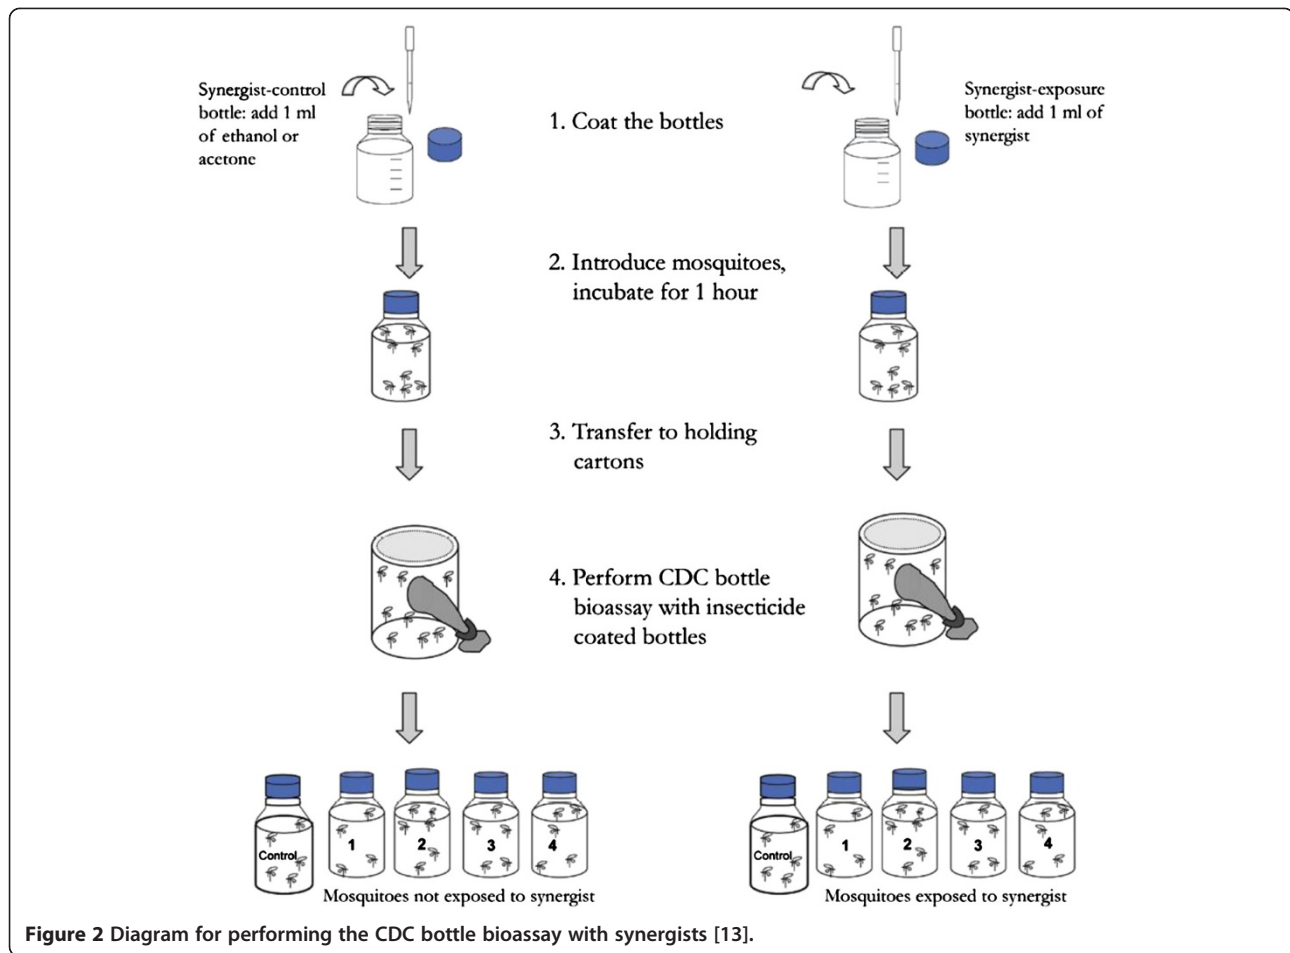 Synergist-control
bottle: add 1 ml
of ethanol or
acetone
1. Coat the bottles
Synergist-exposure
bottle: add 1 ml of
synergist
2. Introduce mosquitoes,
incubate for 1 hour
3. Transfer to holding
cartons
4. Perform CDC bottle
bioassay with insecticide
coated bottles
Control
1
2
3
4
Mosquitoes not exposed to synergist
Control
1
2
3
4
Mosquitoes exposed to synergist
Figure 2 Diagram for performing the CDC bottle bioassay with synergists [13].